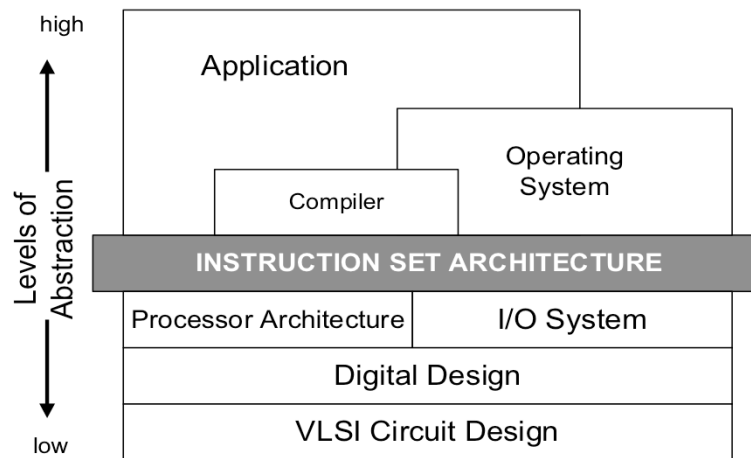 high
Application
Operating
System
Compiler
Levels of
Abstraction
INSTRUCTION SET ARCHITECTURE
Processor Architecture
I/O System
Digital Design
VLSI Circuit Design
low